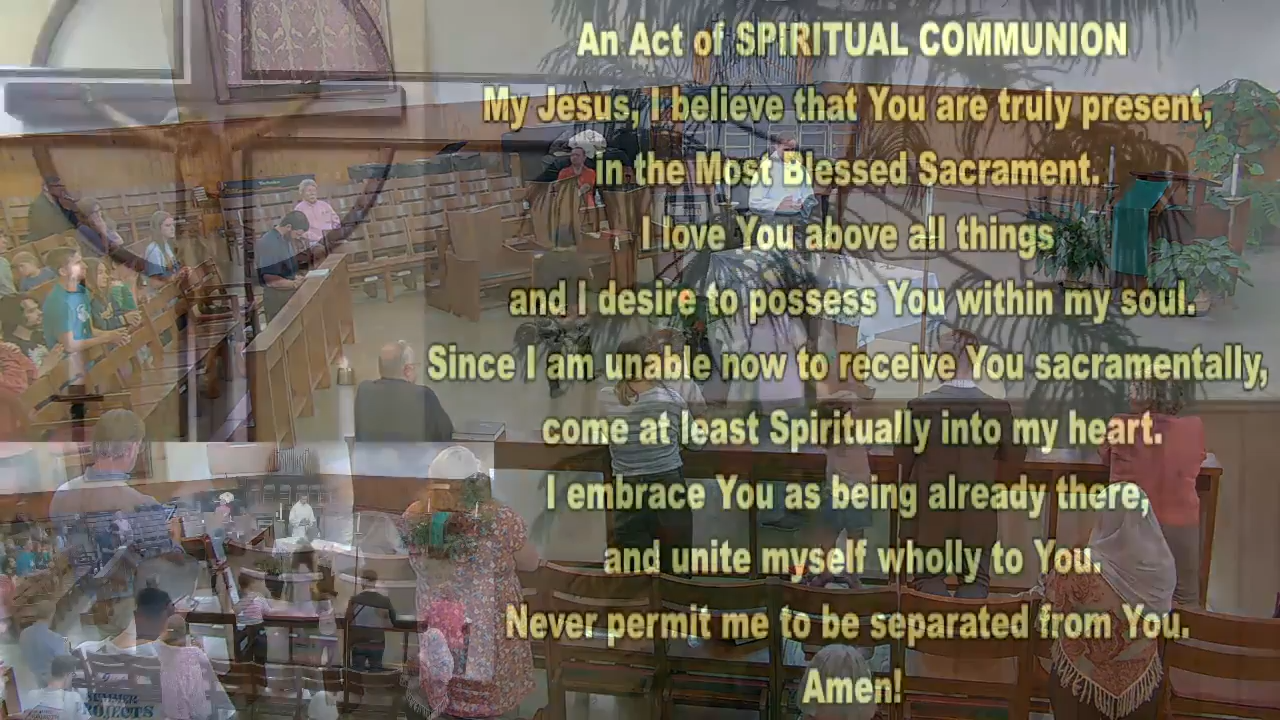 An Act of SPIRITUAL COMMUNION
My Jesus, I believe that You are truly present,
in the Most Blessed Sacrament.
I love You above all things
and I desire to possess You within my soul.
Since I am unable now to receive You sacramentally,
come at least Spiritually into my heart.
I embrace You as being already there,
and unite myself wholly to You.
Never permit me to be separated from You.
Amen!
SUMMER
PROJECTS